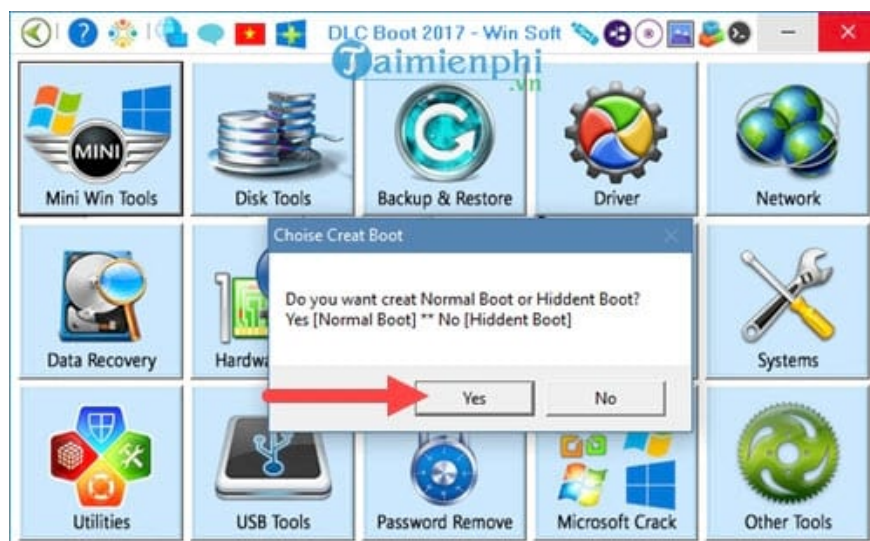 DLC Boot 2017 - Win Soft
Taimienphi
.vn
MINI
Mini Win Tools
Disk Tools
Backup & Restore
Driver
Network
Choise Creat Boot
Do you want creat Normal Boot or Hiddent Boot?
Yes [Normal Boot] ** No [Hiddent Boot]
Yes
No
Data Recovery
Hardwa
Systems
Utilities
USB Tools
Password Remove
Microsoft Crack
Other Tools